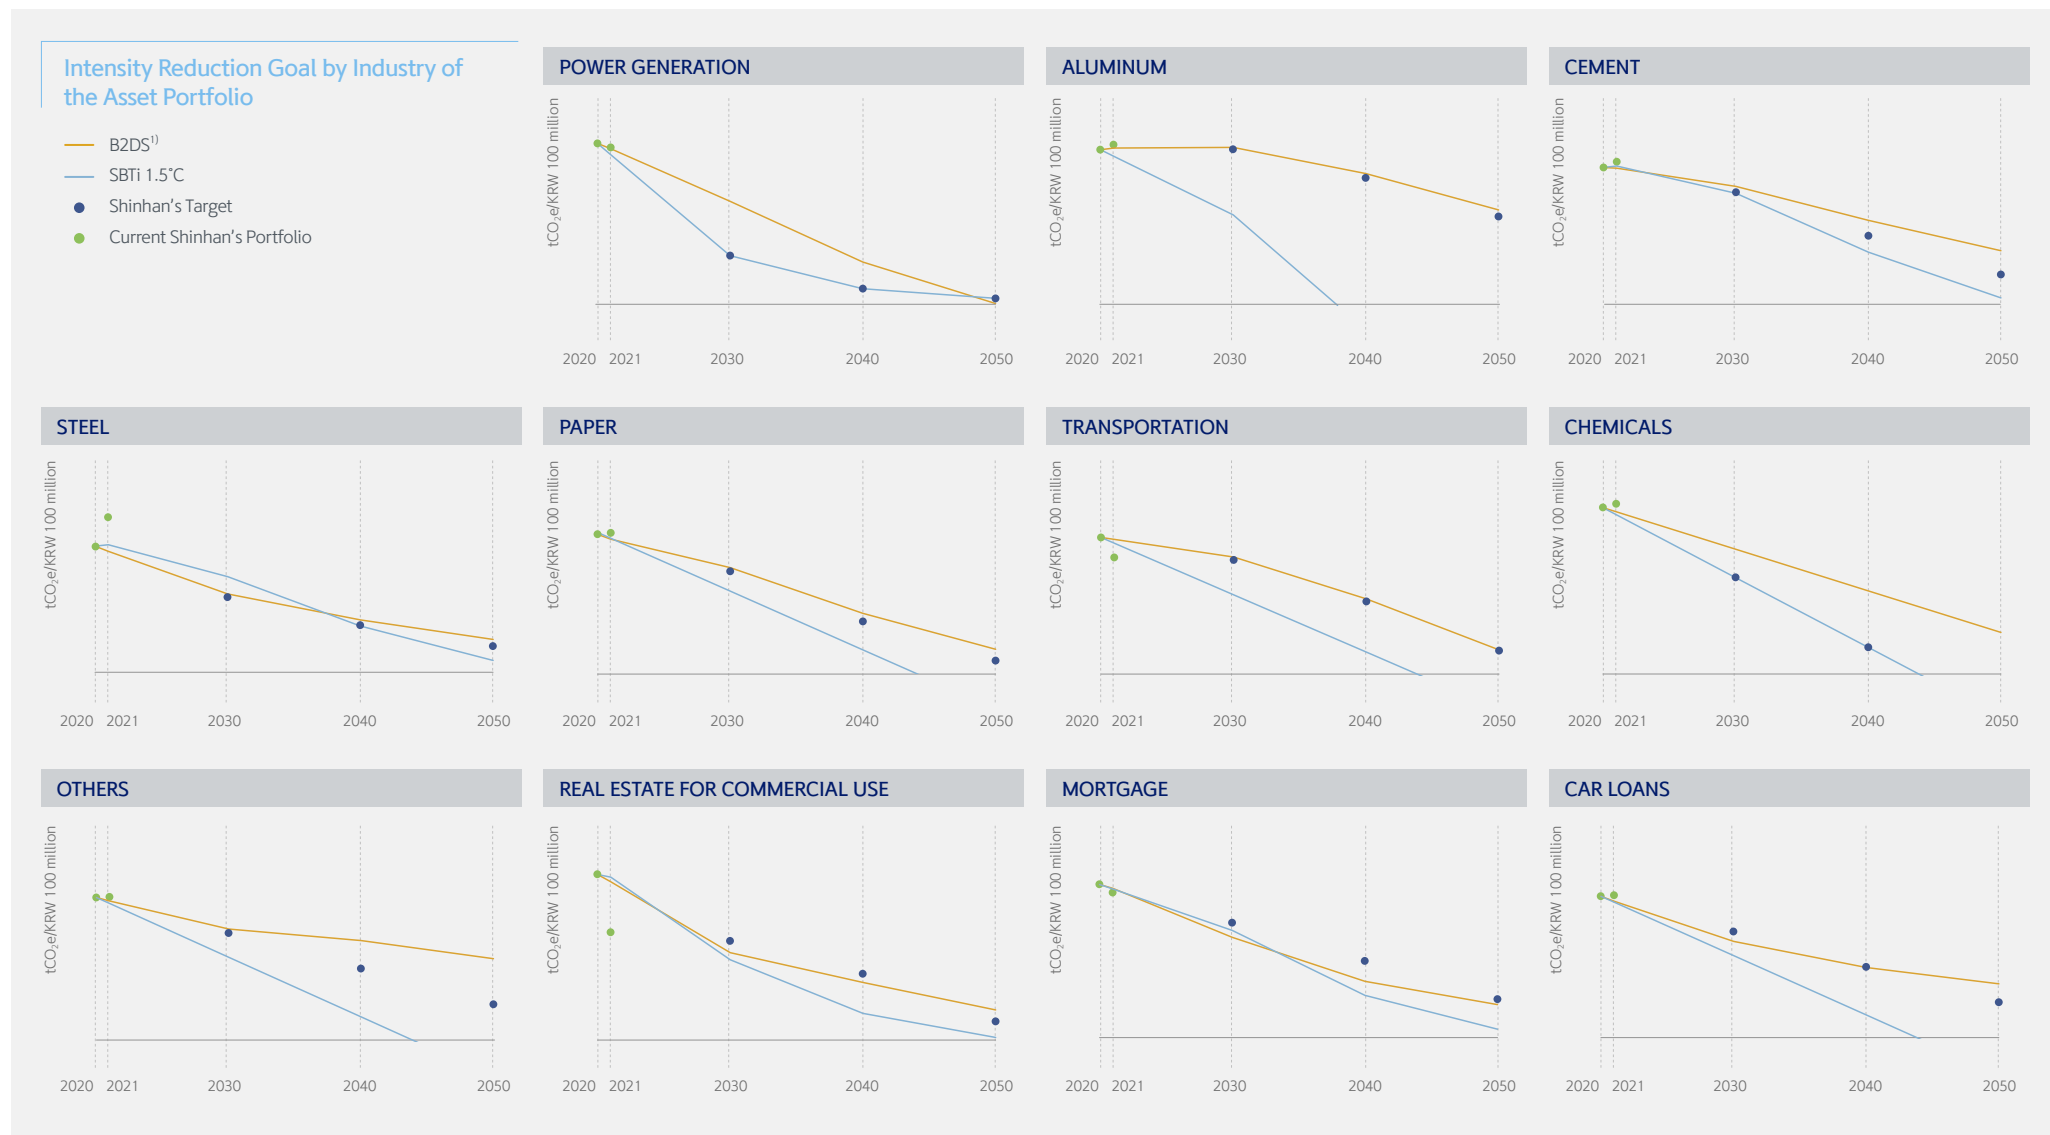 Intensity Reduction Goal by Industry of
the Asset Portfolio
B2DS1)
SBTi 1.5˚C
Shinhan's Target
Current Shinhan's Portfolio
POWER GENERATION
tCO2e/KRW 100 million
2020 2021 2030 2040 2050
ALUMINUM
tCO2e/KRW 100 million
2020 2021 2030 2040 2050
CEMENT
tCO2e/KRW 100 million
2020 2021 2030 2040 2050
STEEL
tCO2e/KRW 100 million
2020 2021 2030 2040 2050
PAPER
tCO2e/KRW 100 million
2020 2021 2030 2040 2050
TRANSPORTATION
tCO2e/KRW 100 million
2020 2021 2030 2040 2050
CHEMICALS
tCO2e/KRW 100 million
2020 2021 2030 2040 2050
OTHERS
tCO2e/KRW 100 million
2020 2021 2030 2040 2050
REAL ESTATE FOR COMMERCIAL USE
tCO2e/KRW 100 million
2020 2021 2030 2040 2050
MORTGAGE
tCO2e/KRW 100 million
2020 2021 2030 2040 2050
CAR LOANS
tCO2e/KRW 100 million
2020 2021 2030 2040 2050